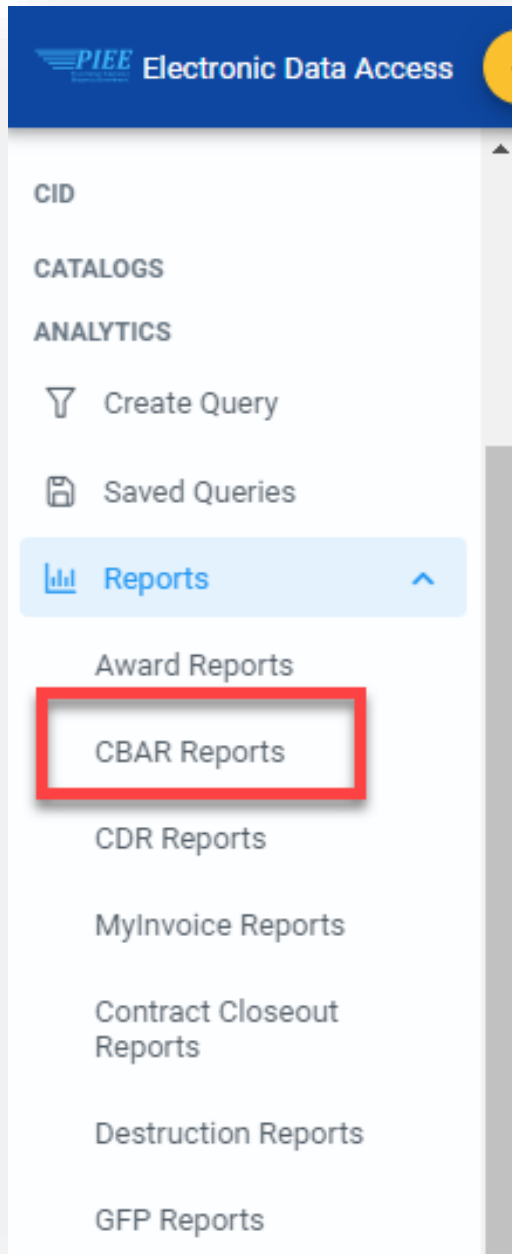 PIEE Electronic Data Access
CID
CATALOGS
ANALYTICS
Create Query
Saved Queries
Reports
Award Reports
CBAR Reports
CDR Reports
MyInvoice Reports
Contract Closeout
Reports
Destruction Reports
GFP Reports